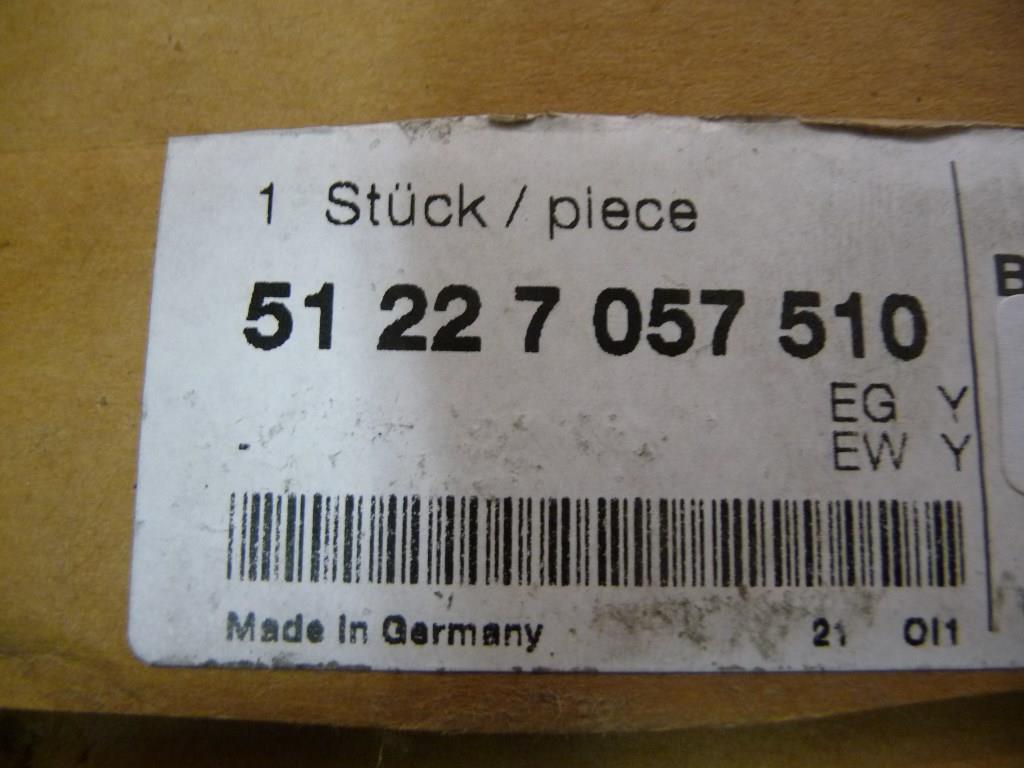 1 Stück / piece
51 22 7 057 510
B
EG Y
EW Y
Made In Germany 21 OI1